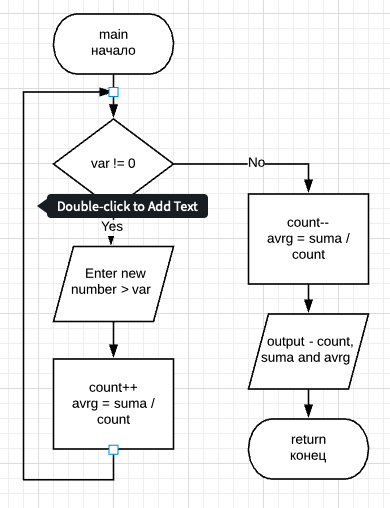 main
начало
var != 0
No
Double-click to Add Text
Yes
Enter new
number > var
count++
avrg = suma /
count
count--
avrg = suma /
count
output - count,
suma and avrg
return
конец